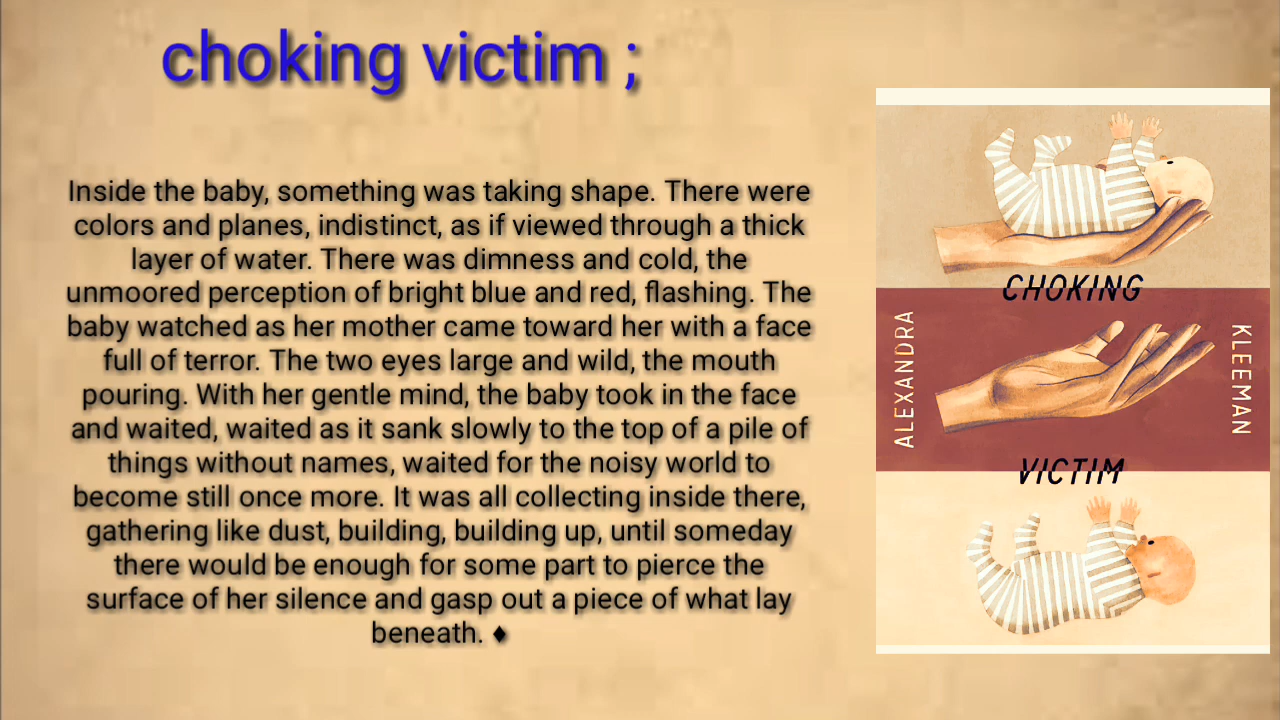 choking victim ;
Inside the baby, something was taking shape. There were
colors and planes, indistinct, as if viewed through a thick
layer of water. There was dimness and cold, the
unmoored perception of bright blue and red, flashing. The
baby watched as her mother came toward her with a face
full of terror. The two eyes large and wild, the mouth
pouring. With her gentle mind, the baby took in the face
and waited, waited as it sank slowly to the top of a pile of
things without names, waited for the noisy world to
become still once more. It was all collecting inside there,
gathering like dust, building, building up, until someday
there would be enough for some part to pierce the
surface of her silence and gasp out a piece of what lay
beneath. ♦
CHOKING
ALEXANDRA
KLEEMAN
VICTIM